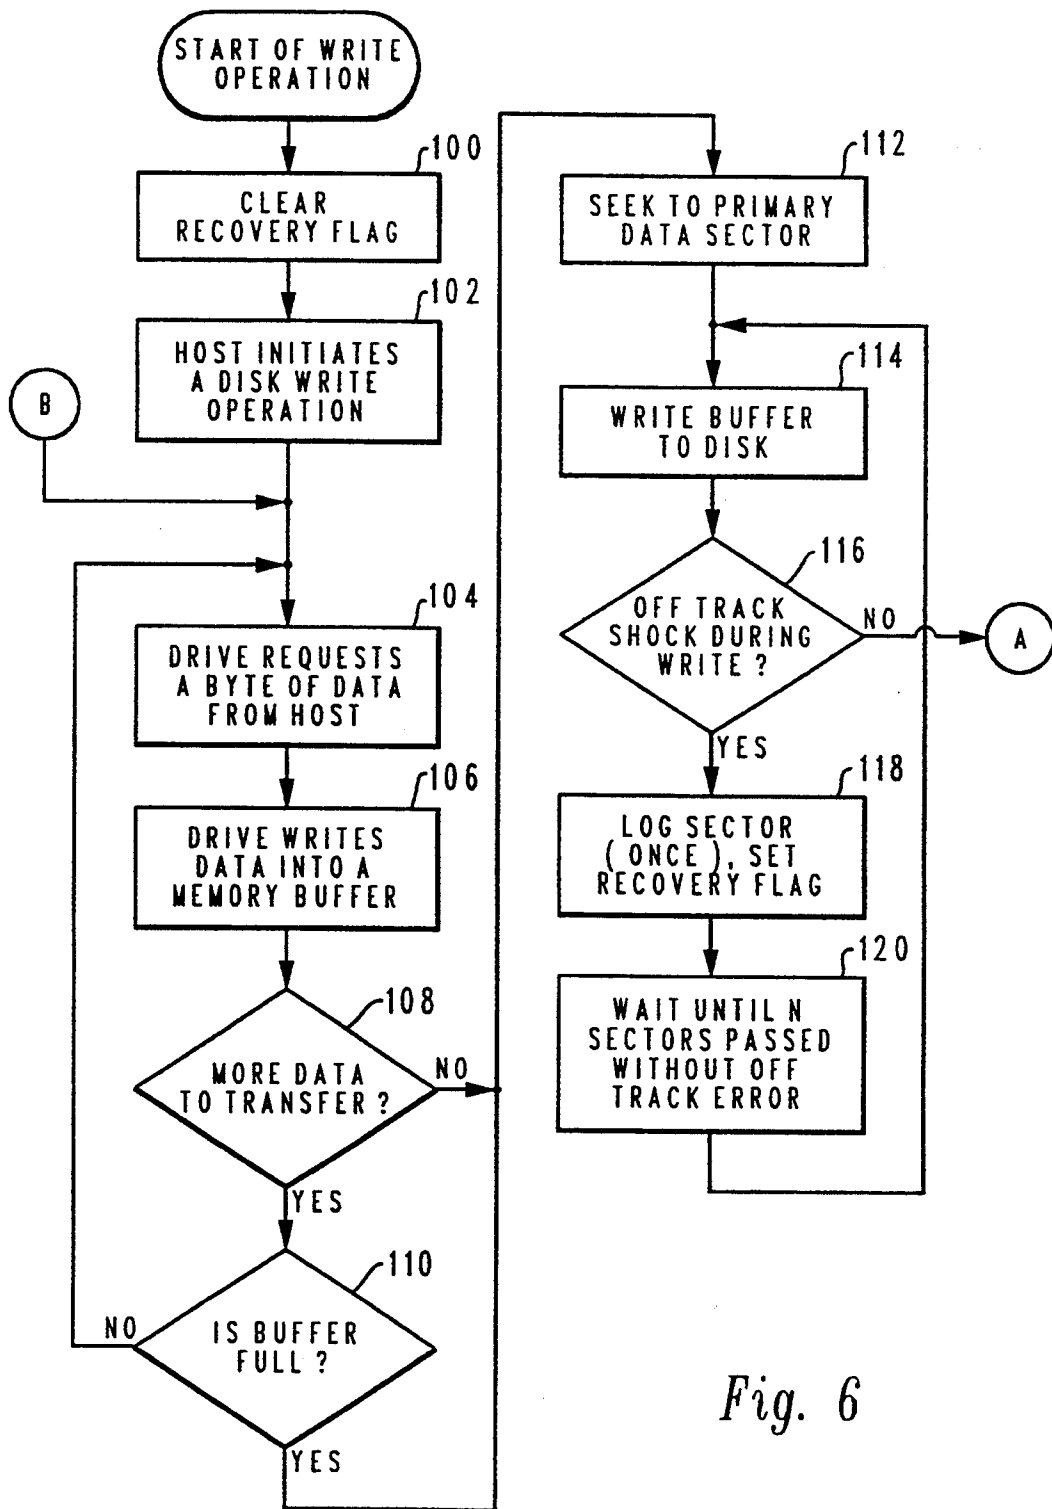 START OF WRITE
OPERATION
100
CLEAR
RECOVERY FLAG
102
HOST INITIATES
A DISK WRITE
OPERATION
B
104
DRIVE REQUESTS
A BYTE OF DATA
FROM HOST
106
DRIVE WRITES
DATA INTO A
MEMORY BUFFER
108
MORE DATA
TO TRANSFER ?
NO
YES
110
IS BUFFER
FULL ?
NO
YES
112
SEEK TO PRIMARY
DATA SECTOR
114
WRITE BUFFER
TO DISK
116
OFF TRACK
SHOCK DURING
WRITE ?
NO
A
YES
118
LOG SECTOR
( ONCE ), SET
RECOVERY FLAG
120
WAIT UNTIL N
SECTORS PASSED
WITHOUT OFF
TRACK ERROR
Fig. 6